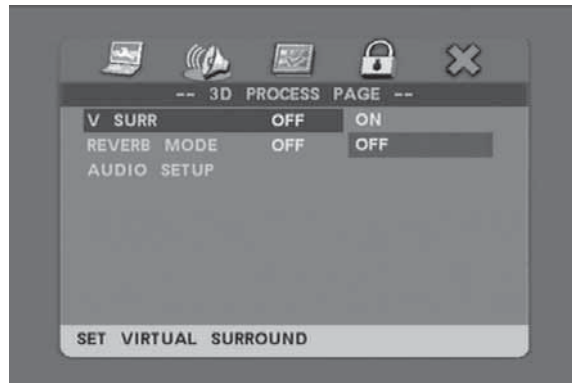 -- 3D PROCESS PAGE --
V SURR OFF ON
REVERB MODE OFF OFF
AUDIO SETUP
SET VIRTUAL SURROUND